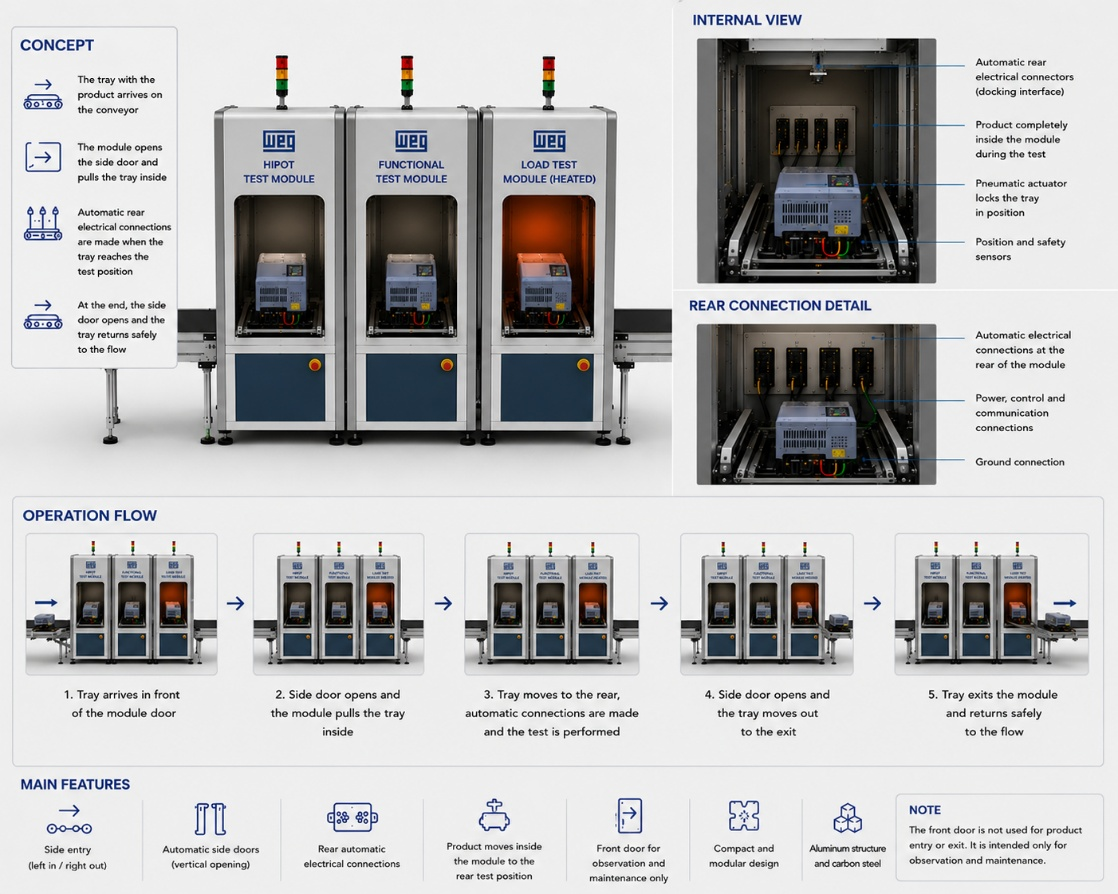 CONCEPT
The tray with the
product arrives on
the conveyor
The module opens
the side door and
pulls the tray inside
Automatic rear
electrical connections
are made when the
tray reaches the
test position
At the end, the side
door opens and the
tray returns safely
to the flow
weg
HIPOT
TEST MODULE
weg
FUNCTIONAL
TEST MODULE
weg
LOAD TEST
MODULE (HEATED)
INTERNAL VIEW
Automatic rear
electrical connectors
(docking interface)
Product completely
inside the module
during the test
Pneumatic actuator
locks the tray
in position
Position and safety
sensors
REAR CONNECTION DETAIL
Automatic electrical
connections at the
rear of the module
Power, control and
communication
connections
Ground connection
OPERATION FLOW
1. Tray arrives in front
of the module door
2. Side door opens and
the module pulls the tray
inside
3. Tray moves to the rear,
automatic connections are made
and the test is performed
4. Side door opens and
the tray moves out
to the exit
5. Tray exits the module
and returns safely
to the flow
MAIN FEATURES
Side entry
(left in / right out)
Automatic side doors
(vertical opening)
Rear automatic
electrical connections
Product moves inside
the module to the
rear test position
Front door for
observation and
maintenance only
Compact and
modular design
Aluminum structure
and carbon steel
NOTE
The front door is not used for product
entry or exit. It is intended only for
observation and maintenance.